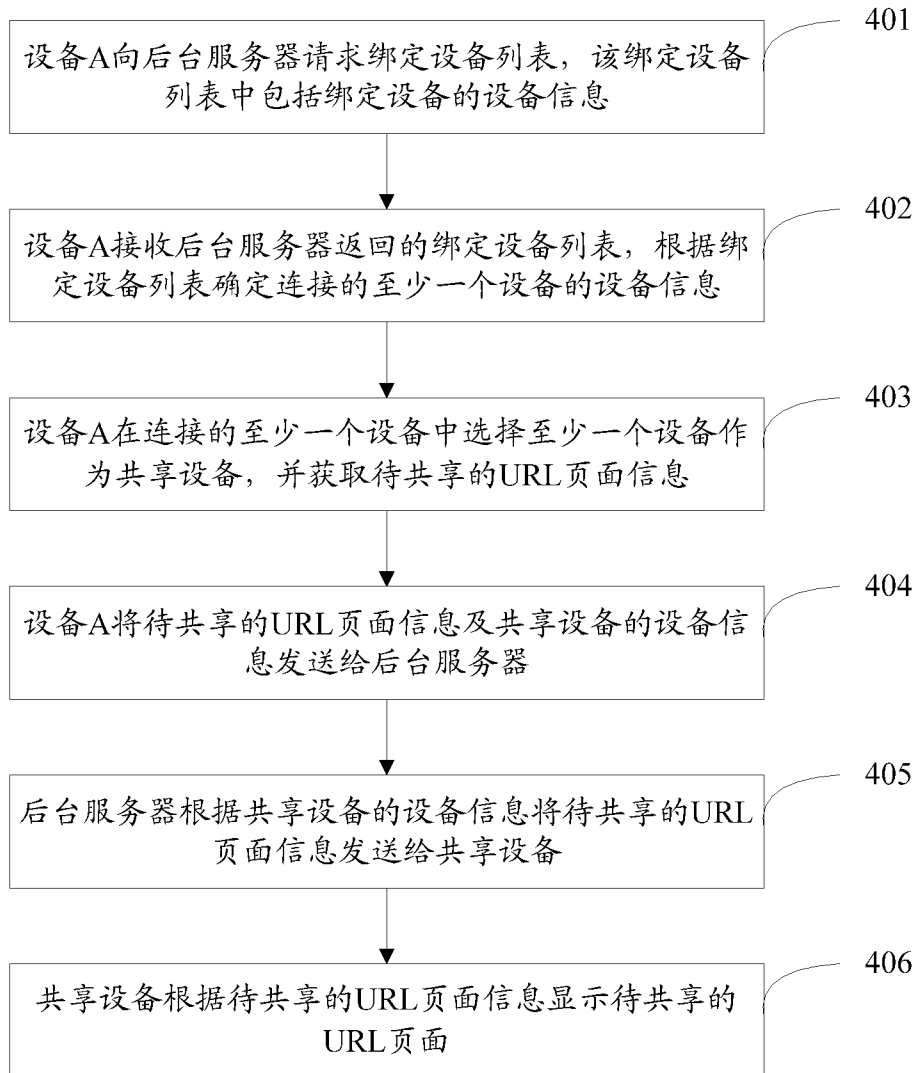 401
设备A向后台服务器请求绑定设备列表，该绑定设备
列表中包括绑定设备的设备信息
402
设备A接收后台服务器返回的绑定设备列表，根据绑
定设备列表确定连接的至少一个设备的设备信息
403
设备A在连接的至少一个设备中选择至少一个设备作
为共享设备，并获取待共享的URL页面信息
404
设备A将待共享的URL页面信息及共享设备的设备信
息发送给后台服务器
405
后台服务器根据共享设备的设备信息将待共享的URL
页面信息发送给共享设备
406
共享设备根据待共享的URL页面信息显示待共享的
URL页面